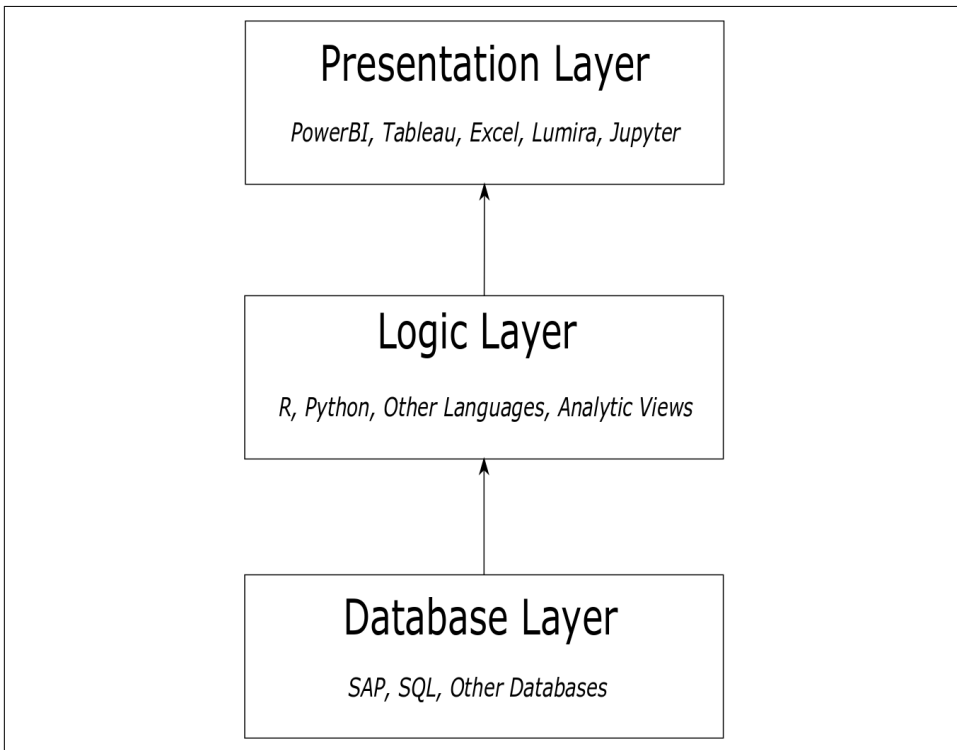 Presentation Layer
PowerBI, Tableau, Excel, Lumira, Jupyter
Logic Layer
R, Python, Other Languages, Analytic Views
Database Layer
SAP, SQL, Other Databases